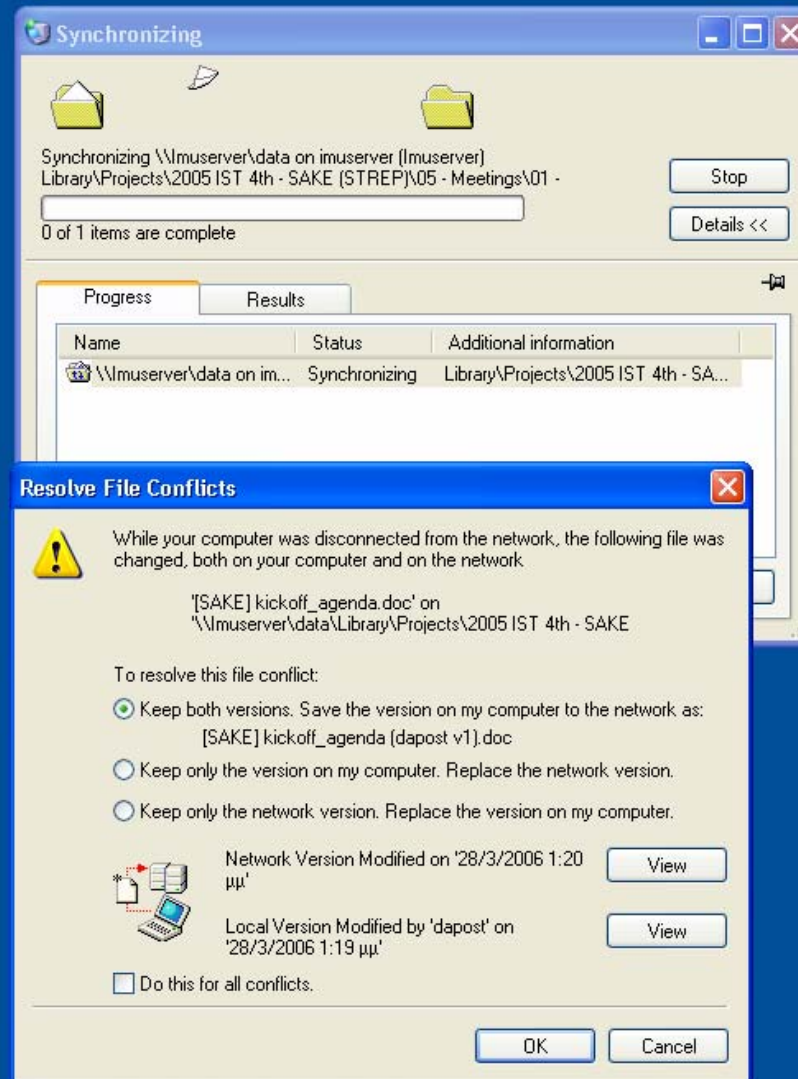 Synchronizing
Synchronizing \\Imuserver\data on imuserver (Imuserver)
Library\Projects\2005 IST 4th - SAKE (STREP)\05 - Meetings\01 -
Stop
0 of 1 items are complete
Details <<
Progress
Results
Name
Status
Additional information
\\Imuserver\data on im...
Synchronizing
Library\Projects\2005 IST 4th - SA...
Resolve File Conflicts
While your computer was disconnected from the network, the following file was
changed, both on your computer and on the network
'[SAKE] kickoff_agenda.doc' on
'\\Imuserver\data\Library\Projects\2005 IST 4th - SAKE
To resolve this file conflict:
Keep both versions. Save the version on my computer to the network as:
[SAKE] kickoff_agenda (dapost v1).doc
Keep only the version on my computer. Replace the network version.
Keep only the network version. Replace the version on my computer.
Network Version Modified on '28/3/2006 1:20
μμ'
View
Local Version Modified by 'dapost' on
'28/3/2006 1:19 μμ'
View
Do this for all conflicts.
OK
Cancel